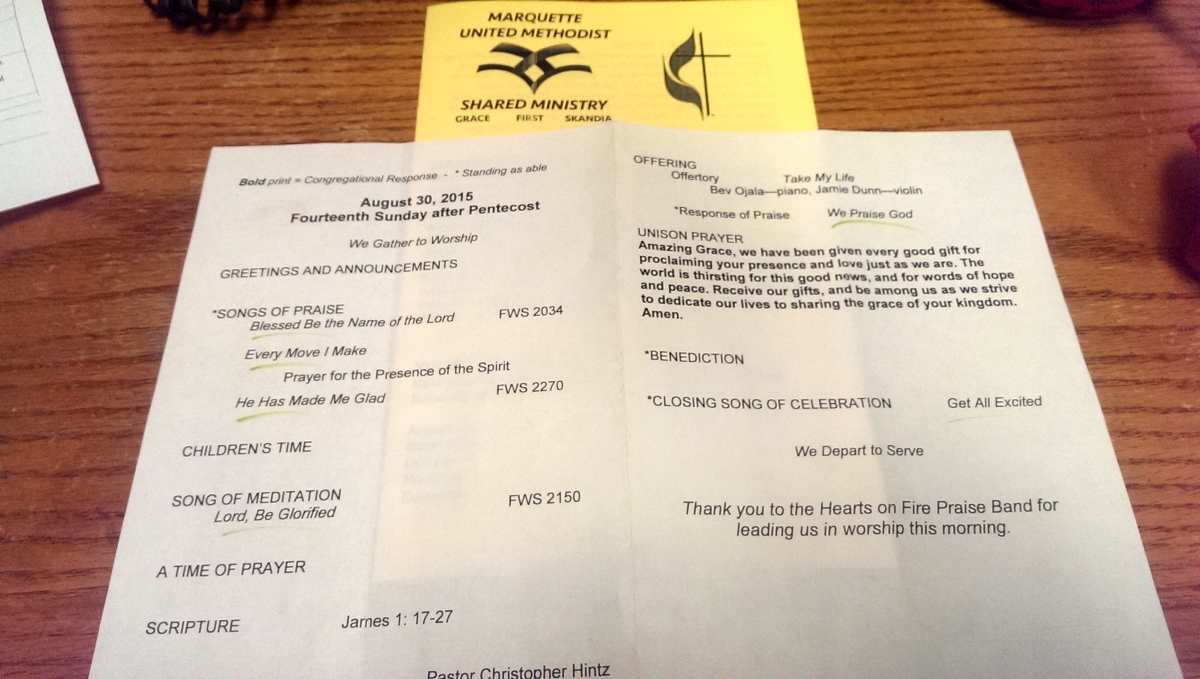 MARQUETTE
UNITED METHODIST
SHARED MINISTRY
GRACE FIRST SKANDIA
Bold print = Congregational Response - * Standing as able
August 30, 2015
Fourteenth Sunday after Pentecost
We Gather to Worship
GREETINGS AND ANNOUNCEMENTS
*SONGS OF PRAISE
Blessed Be the Name of the Lord FWS 2034
Every Move I Make
Prayer for the Presence of the Spirit
He Has Made Me Glad FWS 2270
CHILDREN'S TIME
SONG OF MEDITATION FWS 2150
Lord, Be Glorified
A TIME OF PRAYER
SCRIPTURE James 1: 17-27
Pastor Christopher Hintz
OFFERING
Offertory Take My Life
Bev Ojala—piano, Jamie Dunn—violin
*Response of Praise We Praise God
UNISON PRAYER
Amazing Grace, we have been given every good gift for
proclaiming your presence and love just as we are. The
world is thirsting for this good news, and for words of hope
and peace. Receive our gifts, and be among us as we strive
to dedicate our lives to sharing the grace of your kingdom.
Amen.
*BENEDICTION
*CLOSING SONG OF CELEBRATION Get All Excited
We Depart to Serve
Thank you to the Hearts on Fire Praise Band for
leading us in worship this morning.